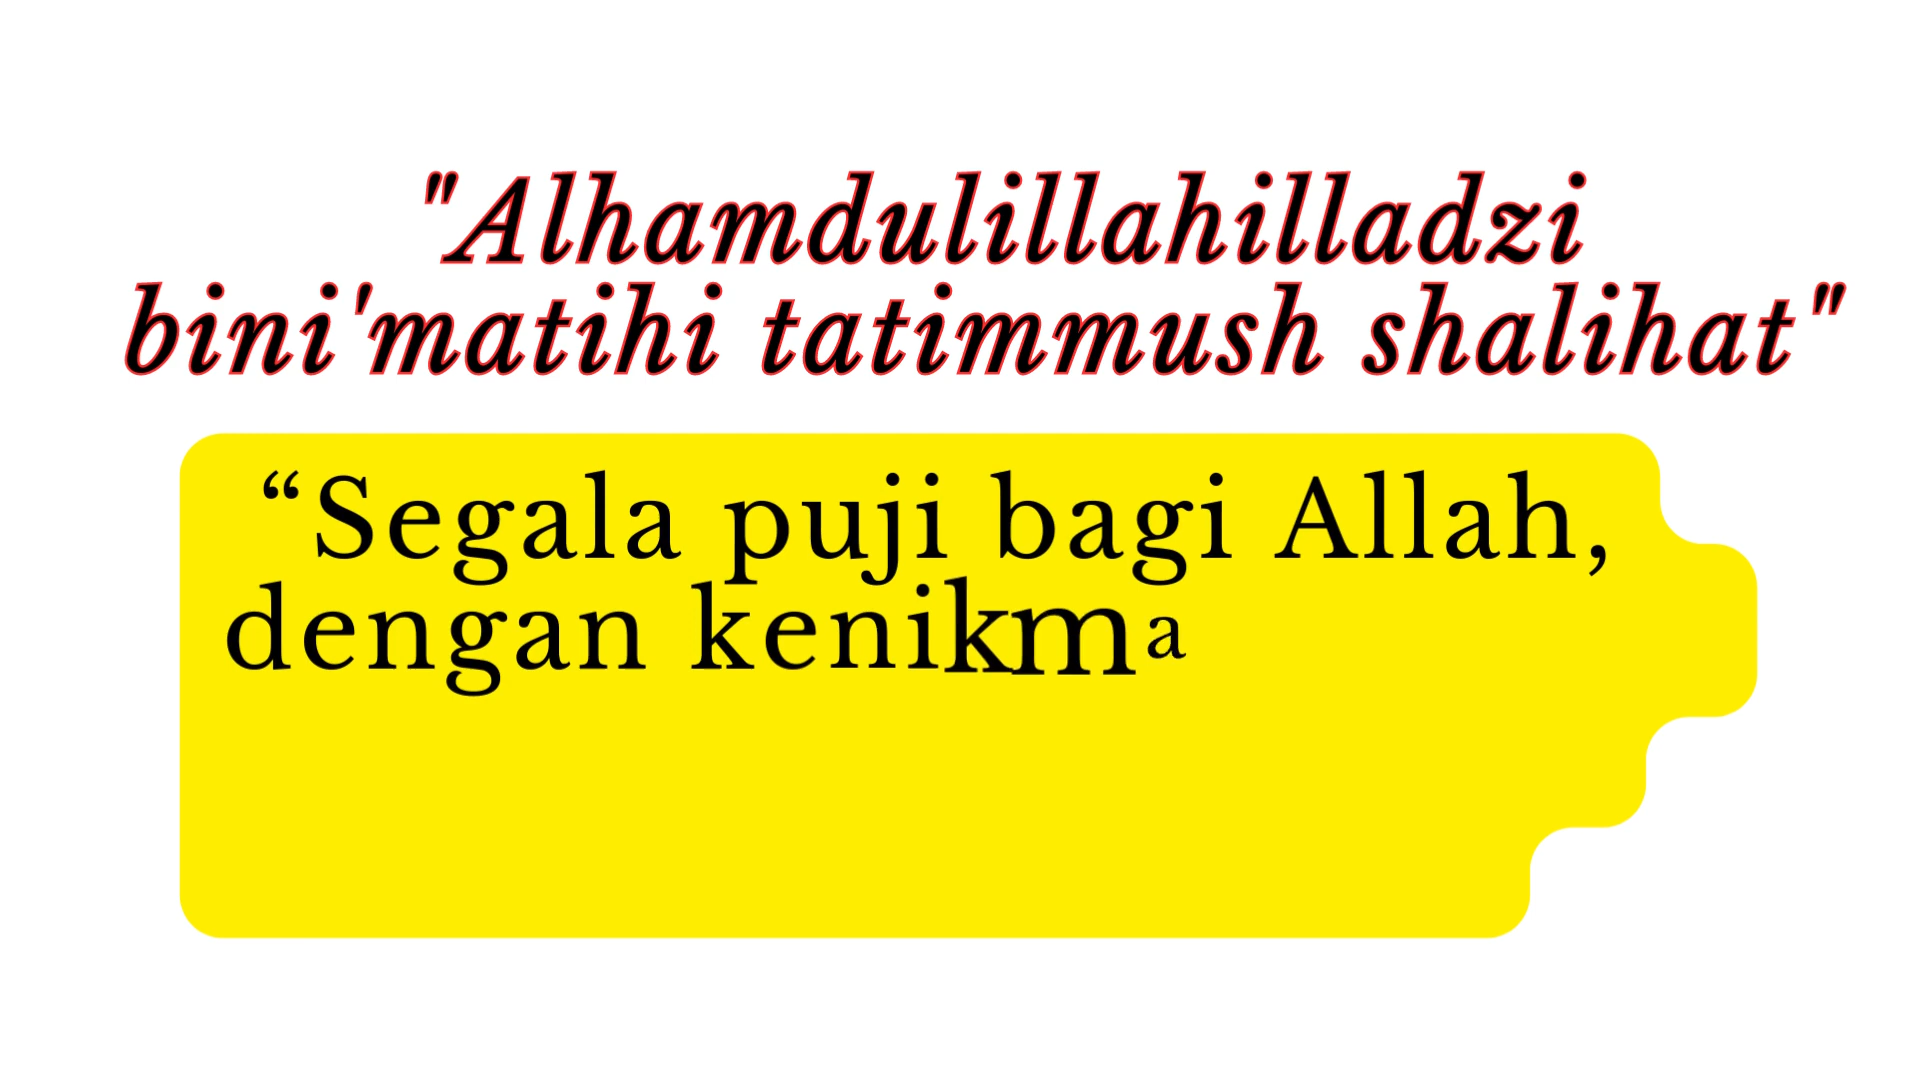 "Alhamdulillahilladzi
bini'matihi tatimmush shalihat"
“Segala puji bagi Allah,
dengan kenikma